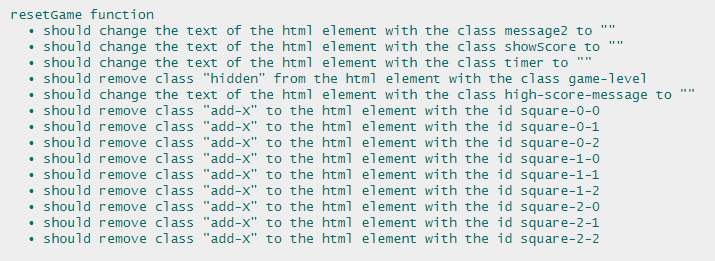 resetGame function
• should change the text of the html element with the class message2 to ""
• should change the text of the html element with the class showScore to ""
• should change the text of the html element with the class timer to ""
• should remove class "hidden" from the html element with the class game-level
• should change the text of the html element with the class high-score-message to ""
• should remove class "add-X" to the html element with the id square-0-0
• should remove class "add-X" to the html element with the id square-0-1
• should remove class "add-X" to the html element with the id square-0-2
• should remove class "add-X" to the html element with the id square-1-0
• should remove class "add-X" to the html element with the id square-1-1
• should remove class "add-X" to the html element with the id square-1-2
• should remove class "add-X" to the html element with the id square-2-0
• should remove class "add-X" to the html element with the id square-2-1
• should remove class "add-X" to the html element with the id square-2-2